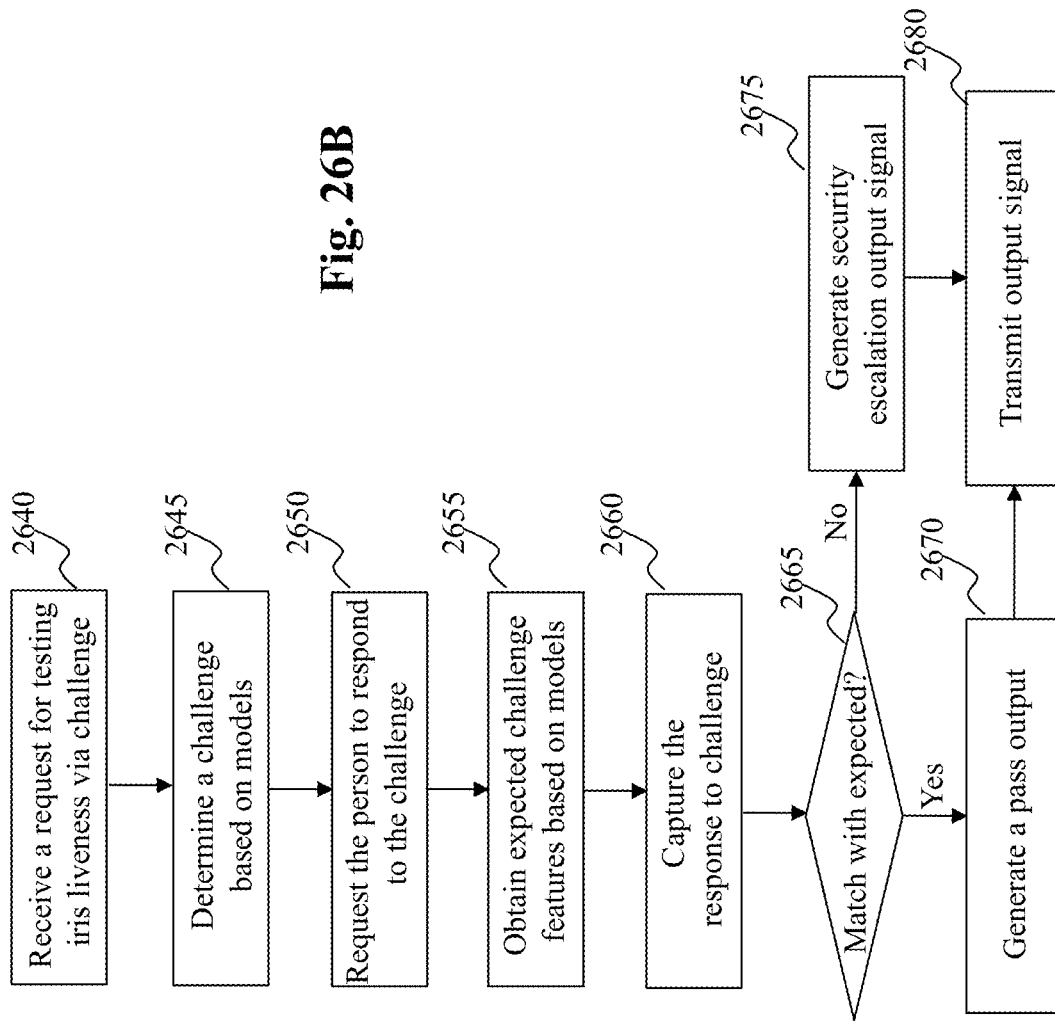 2640
Receive a request for testing
iris liveness via challenge
2645
Determine a challenge
based on models
2650
Request the person to respond
to the challenge
2655
Obtain expected challenge
features based on models
2660
Capture the
response to challenge
2665
Match with expected?
No
Yes
2675
Generate security
escalation output signal
2670
Generate a pass output
2680
Transmit output signal
Fig. 26B